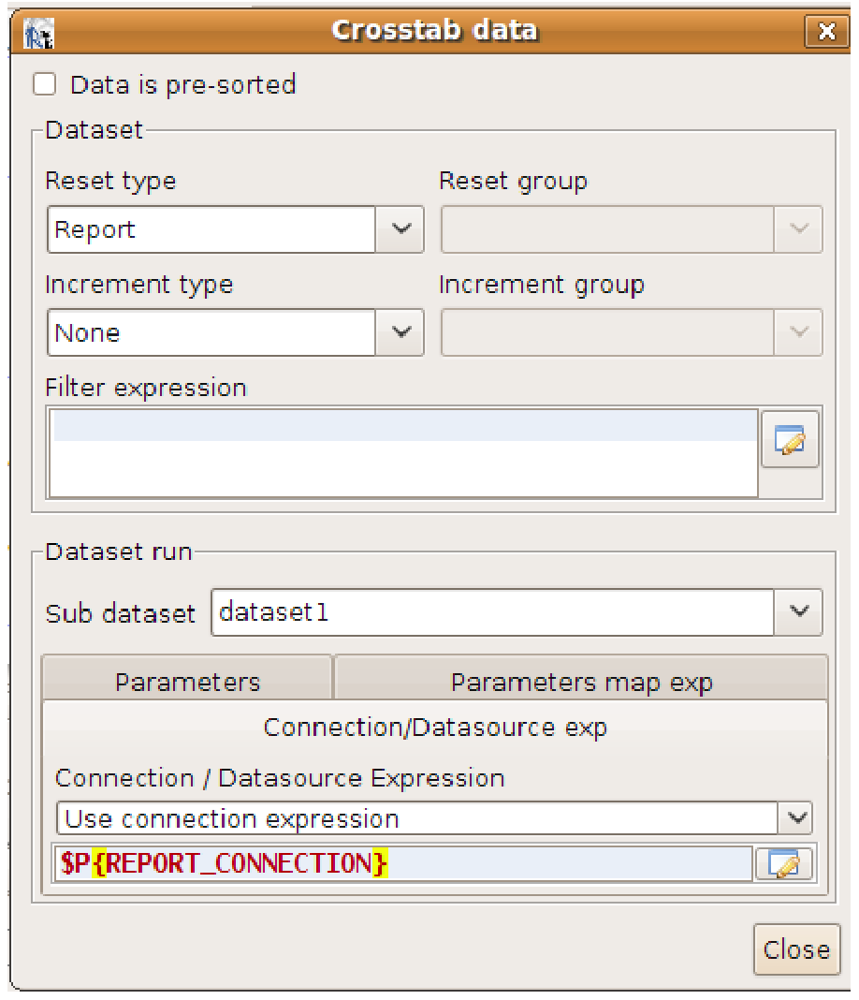 Crosstab data
Data is pre-sorted
Dataset
Reset type Reset group
Report
Increment type Increment group
None
Filter expression
Dataset run
Sub dataset dataset1
Parameters Parameters map exp
Connection/Datasource exp
Connection / Datasource Expression
Use connection expression
$P{REPORT_CONNECTION}
Close